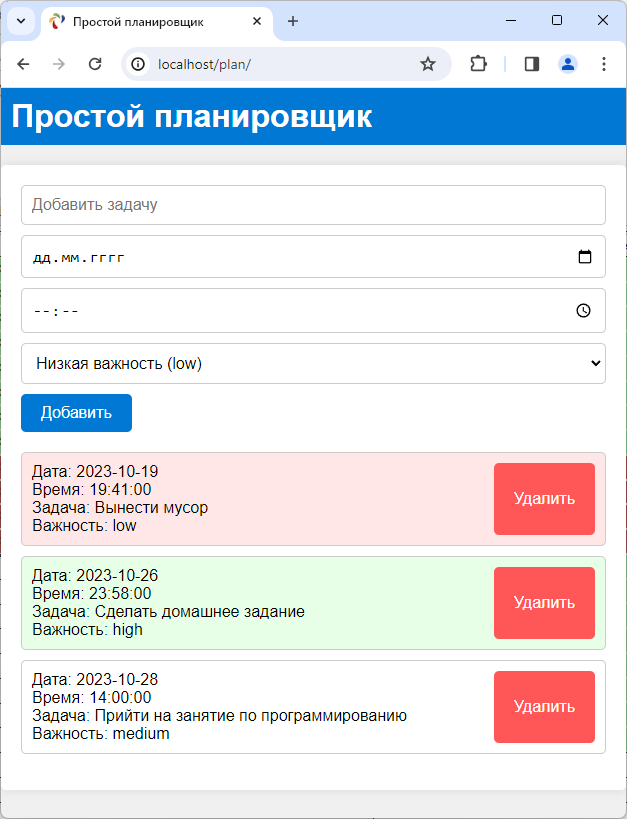 Простой планировщик
localhost/plan/
Простой планировщик
Добавить задачу
дд.мм.гггг
--:--
Низкая важность (low)
Добавить
Дата: 2023-10-19
Время: 19:41:00
Задача: Вынести мусор
Важность: low
Удалить
Дата: 2023-10-26
Время: 23:58:00
Задача: Сделать домашнее задание
Важность: high
Удалить
Дата: 2023-10-28
Время: 14:00:00
Задача: Прийти на занятие по программированию
Важность: medium
Удалить